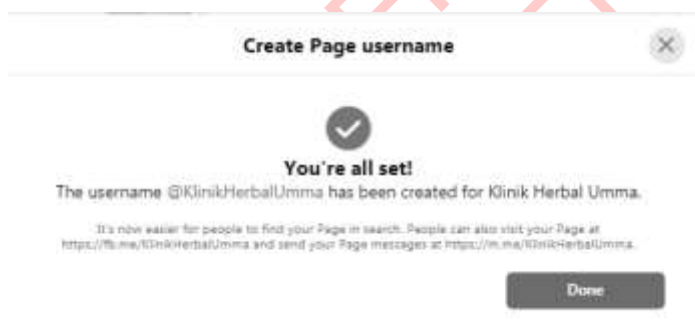 Create Page username
You're all set!
The username @KlinikHerbalUmma has been created for Klinik Herbal Umma.
It's now easier for people to find your Page in search. People can also visit your Page at
https://fb.me/KlinikHerbalUmma and send your Page messages at https://m.me/KlinikHerbalUmma.
Done